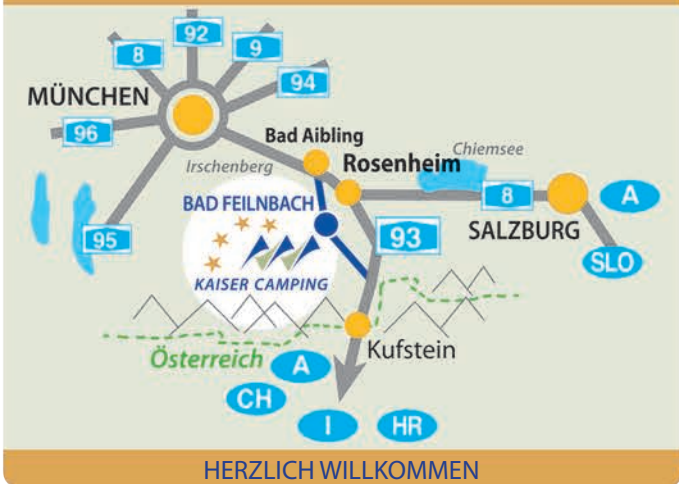 92
8
9
94
MÜNCHEN
96
Bad Aibling
Chiemsee
Irschenberg
Rosenheim
8
A
BAD FEILNBACH
93
SALZBURG
95
SLO
KAISER CAMPING
Kufstein
Österreich
A
CH
I
HR
HERZLICH WILLKOMMEN